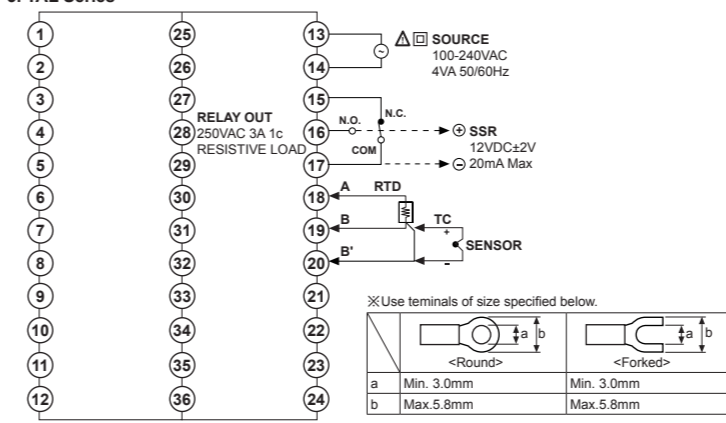 1 25 13 SOURCE
100-240VAC
2 26 14 4VA 50/60Hz
3 27 15
RELAY OUT N.O. N.C.
4 28 250VAC 3A 1c 16 ⊕ SSR
RESISTIVE LOAD COM 12VDC±2V
5 29 17 ⊖ 20mA Max
6 30 18 A RTD
7 31 19 B TC
+
SENSOR
8 32 20 B' -
9 33 21
10 34 22
11 35 23
12 36 24
※Use teminals of size specified below.
a b a b
<Round> <Forked>
a Min. 3.0mm Min. 3.0mm
b Max.5.8mm Max.5.8mm